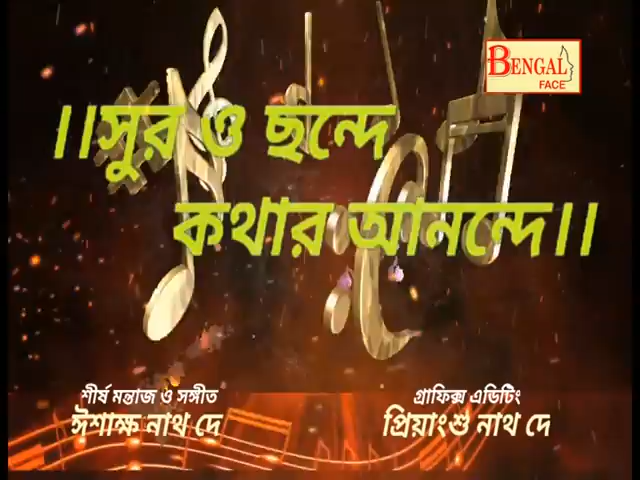 BENGAL
FACE
।।সুর ও ছন্দে
কথার আনন্দে।।
শীর্ষ মন্তাজ ও সঙ্গীত
ঈশাক্ষ নাথ দে
গ্রাফিক্স এডিটিং
প্রিয়াংশু নাথ দে